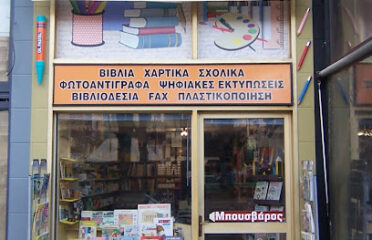 ΒΙΒΛΙΑ ΧΑΡΤΙΚΑ ΣΧΟΛΙΚΑ
ΦΩΤΟΑΝΤΙΓΡΑΦΑ ΨΗΦΙΑΚΕΣ ΕΚΤΥΠΩΣΕΙΣ
ΒΙΒΛΙΟΔΕΣΙΑ FAX ΠΛΑΣΤΙΚΟΠΟΙΗΣΗ
Μπουσβάρος